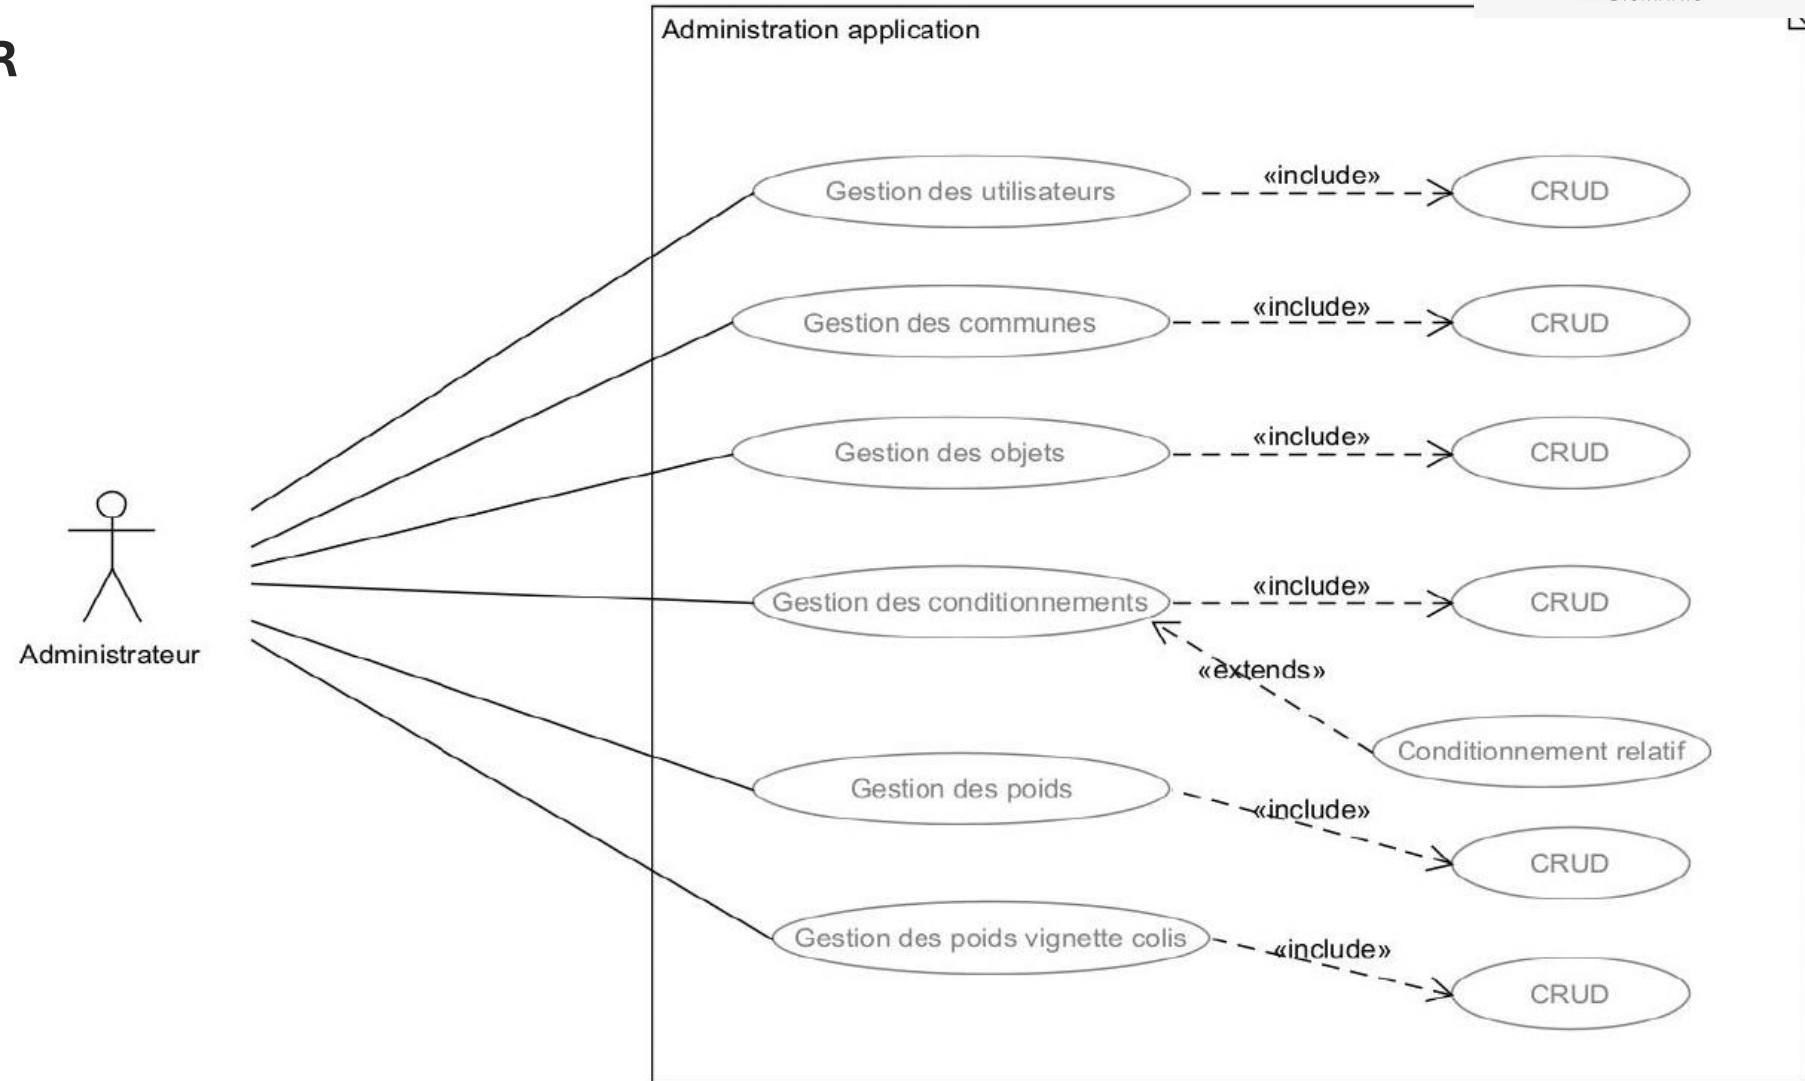 Administration application
R
Gestion des utilisateurs
«include»
CRUD
Gestion des communes
«include»
CRUD
Gestion des objets
«include»
CRUD
Gestion des conditionnements
«include»
CRUD
Administrateur
«extends»
Conditionnement relatif
Gestion des poids
«include»
CRUD
Gestion des poids vignette colis
«include»
CRUD